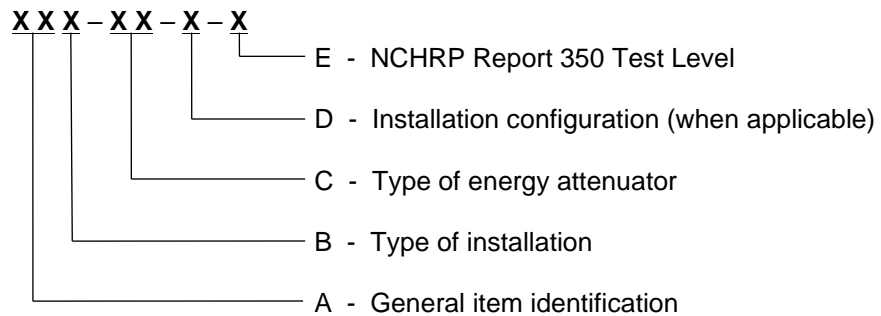 X X X – X X – X – X
E - NCHRP Report 350 Test Level
D - Installation configuration (when applicable)
C - Type of energy attenuator
B - Type of installation
A - General item identification